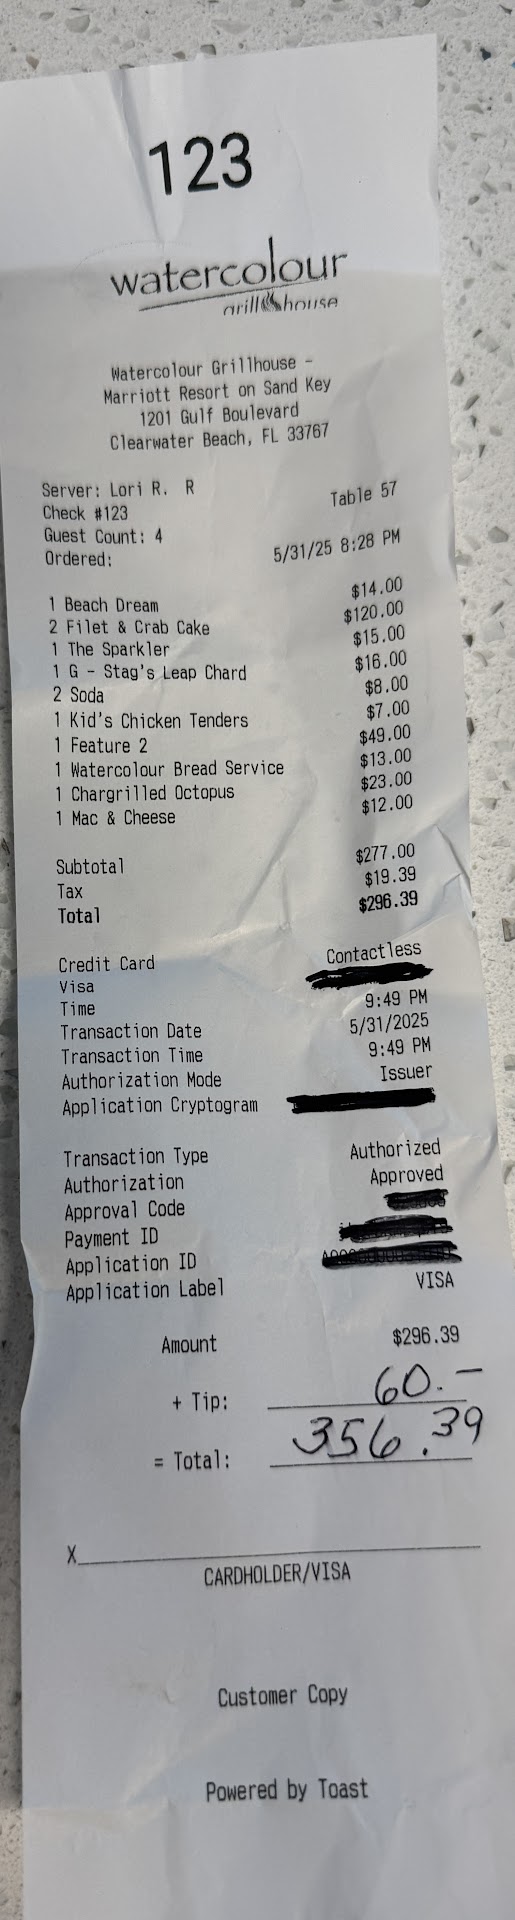 123
watercolour
grillhouse
Watercolour Grillhouse -
Marriott Resort on Sand Key
1201 Gulf Boulevard
Clearwater Beach, FL 33767
Server: Lori R. R
Check #123 Table 57
Guest Count: 4
Ordered: 5/31/25 8:28 PM
1 Beach Dream $14.00
2 Filet & Crab Cake $120.00
1 The Sparkler $15.00
1 G - Stag's Leap Chard $16.00
2 Soda $8.00
1 Kid's Chicken Tenders $7.00
1 Feature 2 $49.00
1 Watercolour Bread Service $13.00
1 Chargrilled Octopus $23.00
1 Mac & Cheese $12.00
Subtotal $277.00
Tax $19.39
Total $296.39
Credit Card Contactless
Visa
Time 9:49 PM
Transaction Date 5/31/2025
Transaction Time 9:49 PM
Authorization Mode Issuer
Application Cryptogram
Transaction Type Authorized
Authorization Approved
Approval Code
Payment ID
Application ID
Application Label VISA
Amount $296.39
+ Tip: 60.-
= Total: 356.39
X
CARDHOLDER/VISA
Customer Copy
Powered by Toast